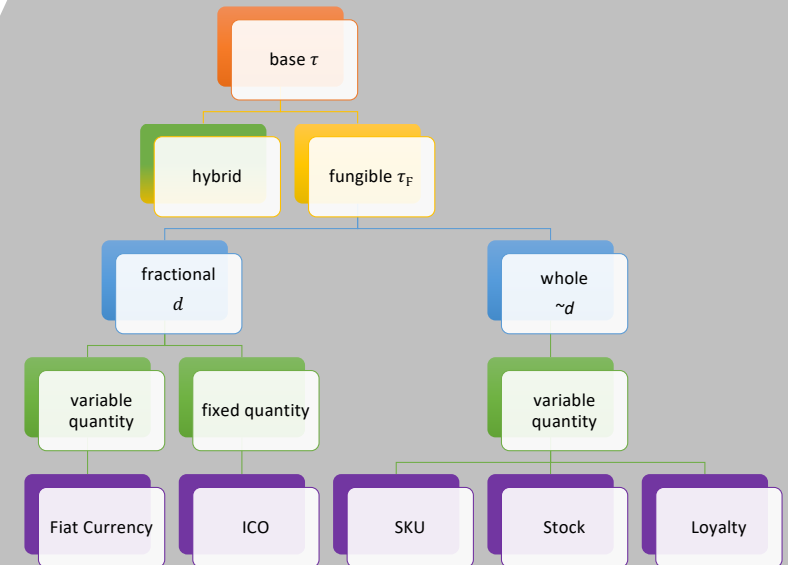 base τ
hybrid
fungible τF
fractional
d
whole
~d
variable
quantity
fixed quantity
variable
quantity
Fiat Currency
ICO
SKU
Stock
Loyalty